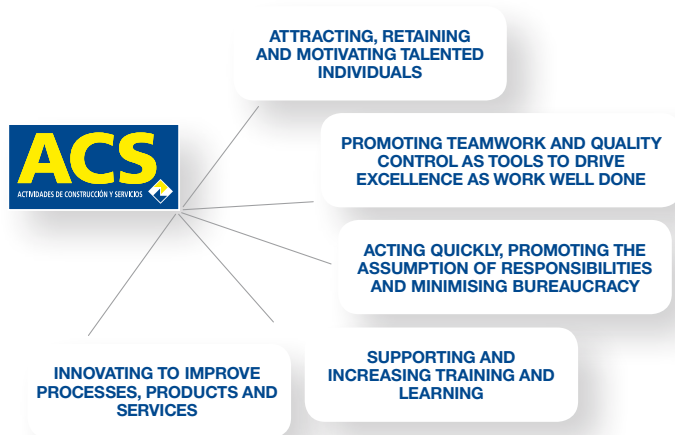 ATTRACTING, RETAINING
AND MOTIVATING TALENTED
INDIVIDUALS
ACS
ACTIVIDADES DE CONSTRUCCIÓN Y SERVICIOS
PROMOTING TEAMWORK AND QUALITY
CONTROL AS TOOLS TO DRIVE
EXCELLENCE AS WORK WELL DONE
ACTING QUICKLY, PROMOTING THE
ASSUMPTION OF RESPONSIBILITIES
AND MINIMISING BUREAUCRACY
SUPPORTING AND
INCREASING TRAINING AND
LEARNING
INNOVATING TO IMPROVE
PROCESSES, PRODUCTS AND
SERVICES